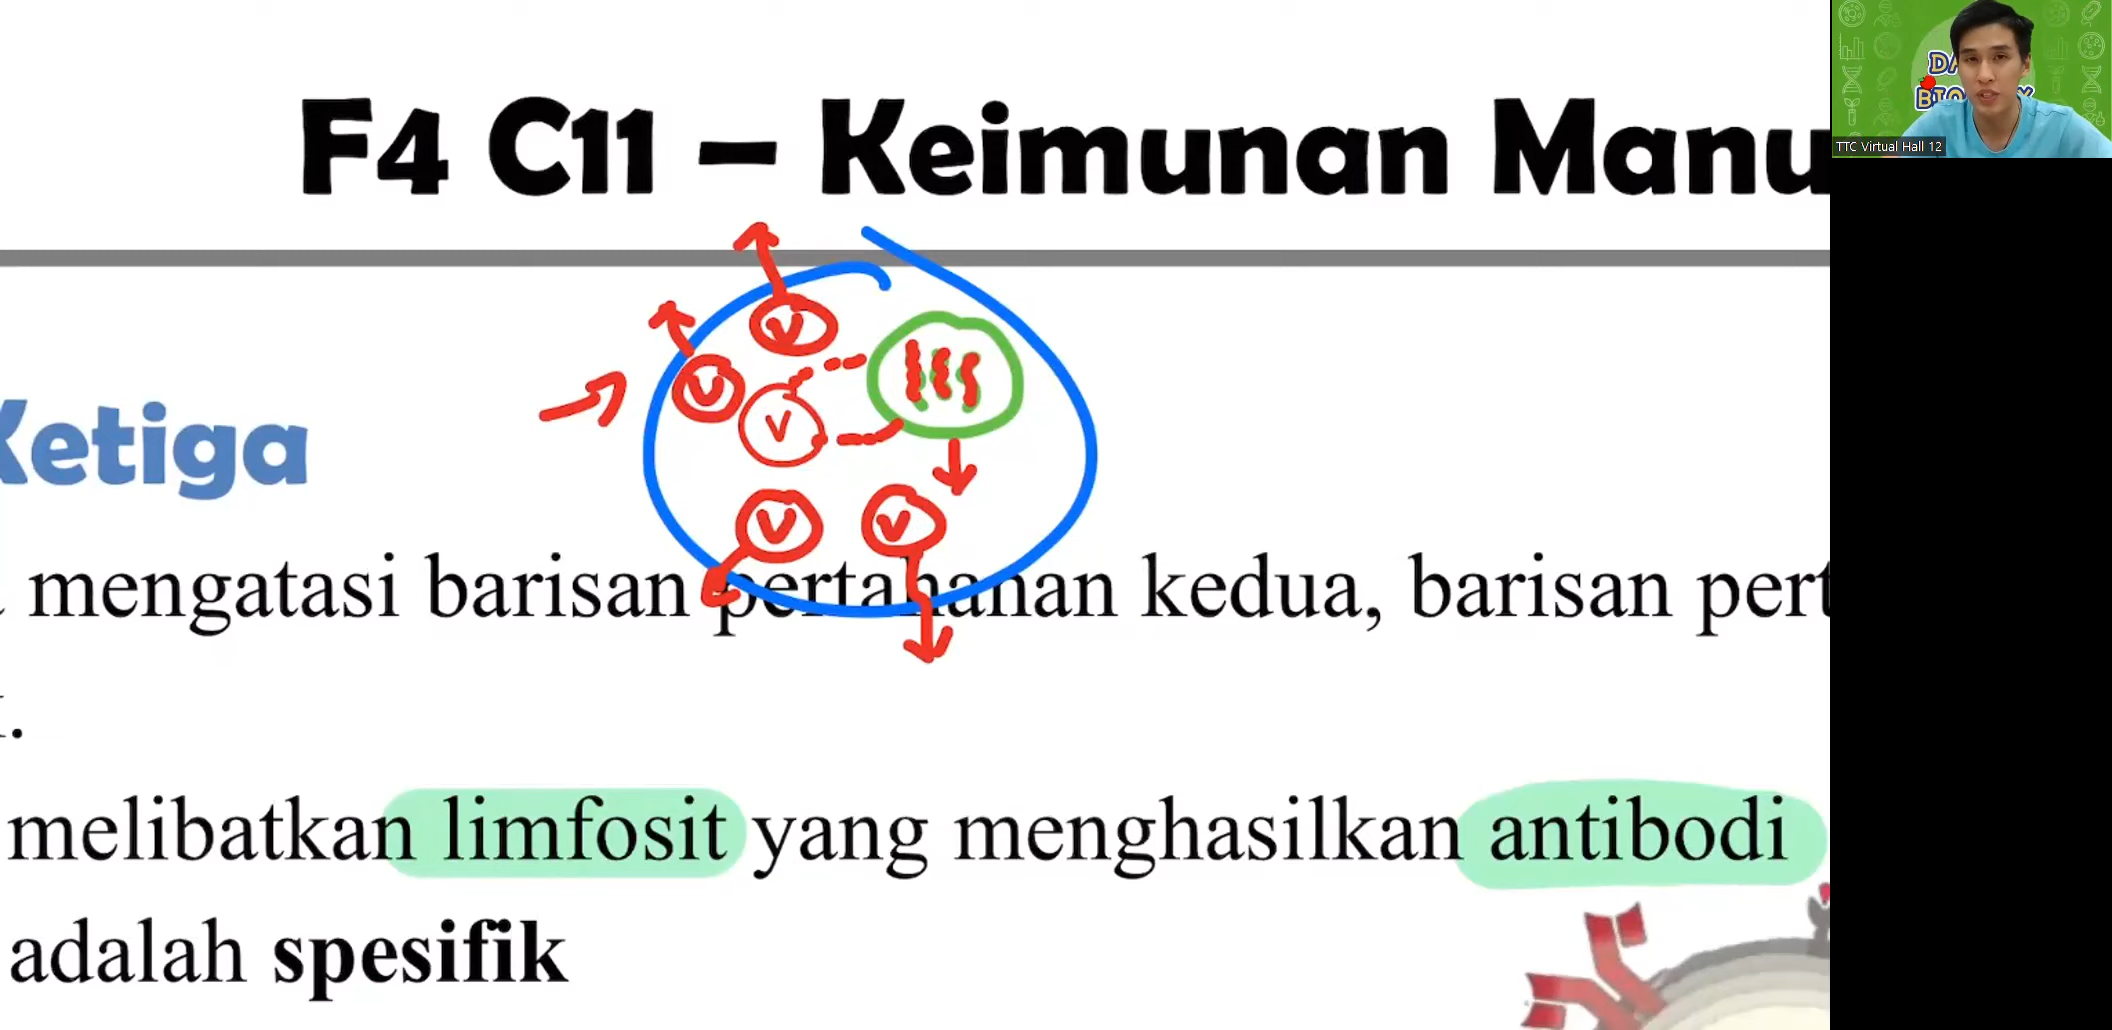 F4 C11 – Keimunan Manu
TTC Virtual Hall 12
V
V
V
V
V
Ketiga
mengatasi barisan pertahanan kedua, barisan pert
melibatkan limfosit yang menghasilkan antibodi
adalah spesifik